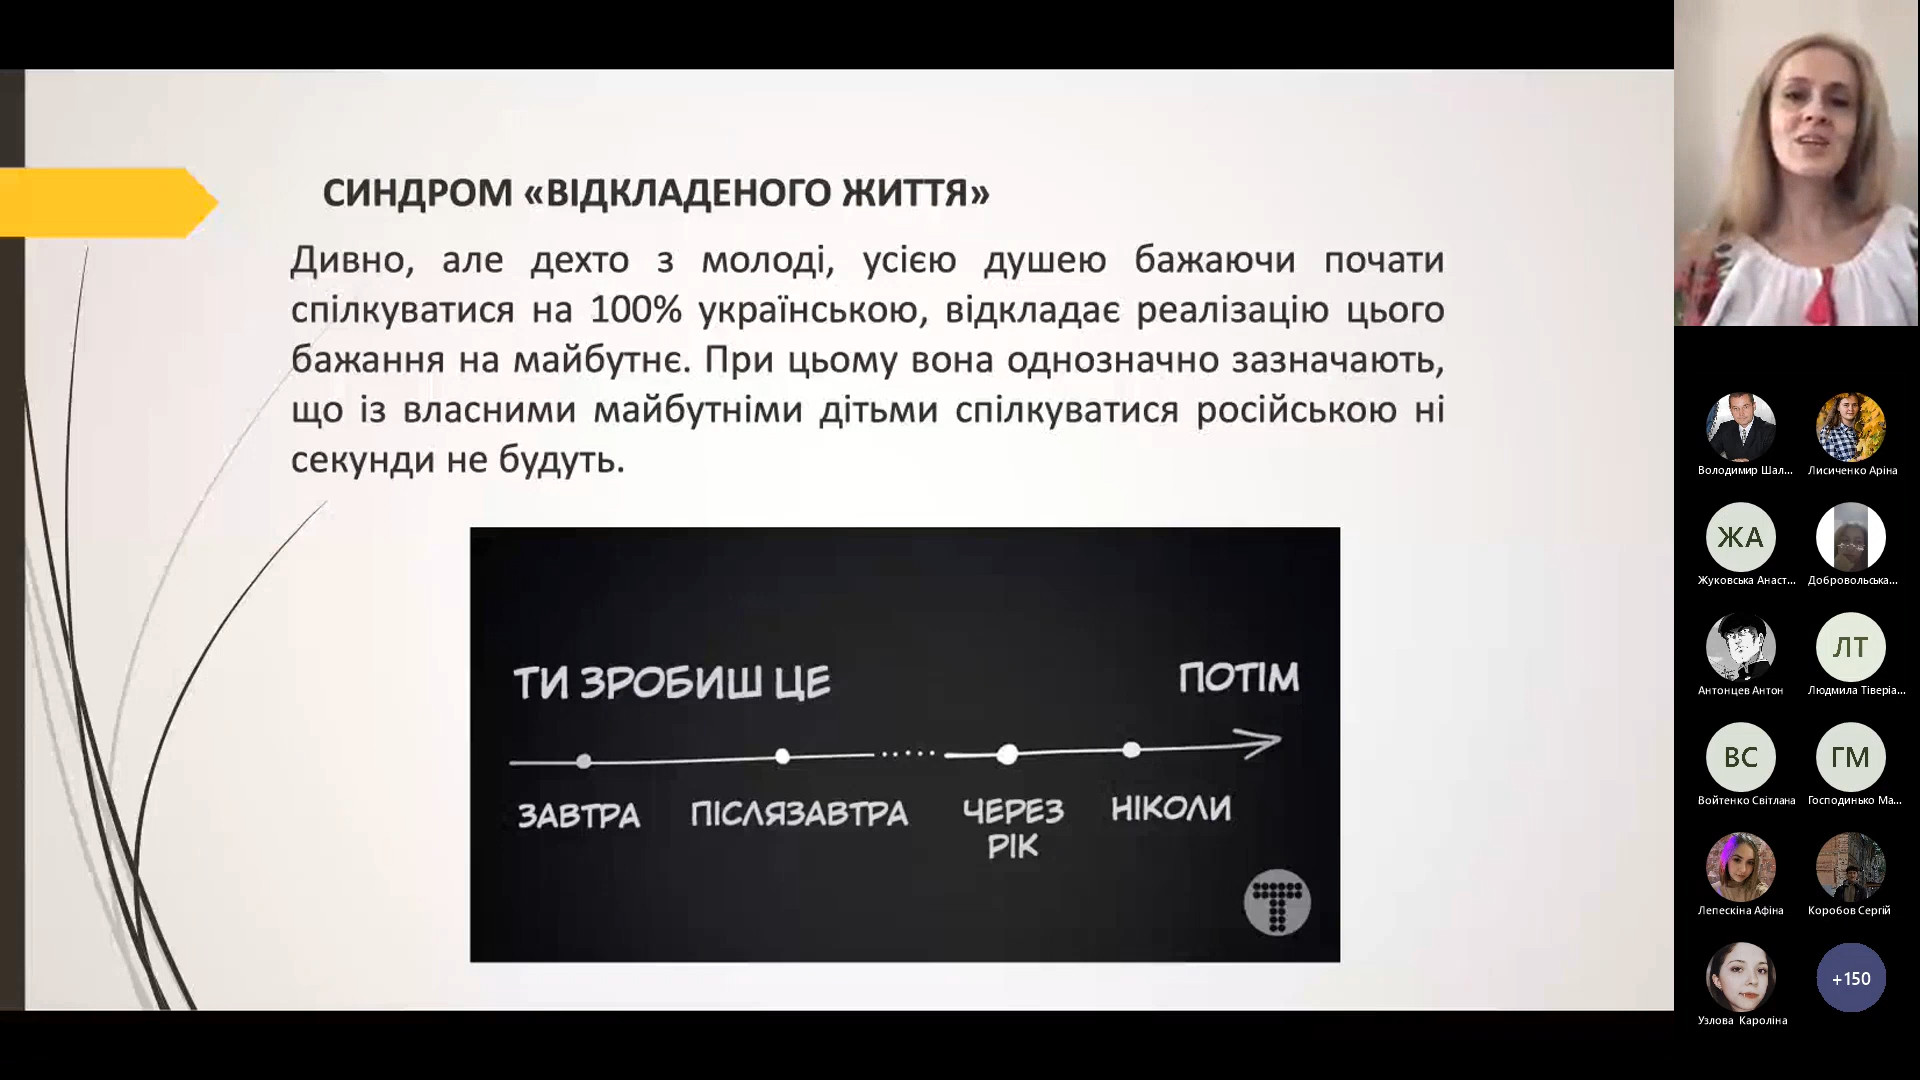 СИНДРОМ «ВІДКЛАДЕНОГО ЖИТТЯ»
Дивно, але дехто з молоді, усією душею бажаючи почати
спілкуватися на 100% українською, відкладає реалізацію цього
бажання на майбутнє. При цьому вона однозначно зазначають,
що із власними майбутніми дітьми спілкуватися російською ні
секунди не будуть.
ТИ ЗРОБИШ ЦЕ
ПОТІМ
ЗАВТРА
ПІСЛЯЗАВТРА
ЧЕРЕЗ
РІК
НІКОЛИ
Т
Володимир Шал...
Лисиченко Аріна
ЖА
Жуковська Анаст...
Добровольська...
Антонцев Антон
ЛТ
Людмила Тіверіа...
ВС
Войтенко Світлана
ГМ
Господинько Ма...
Лепескіна Афіна
Коробов Сергій
Узлова Кароліна
+150